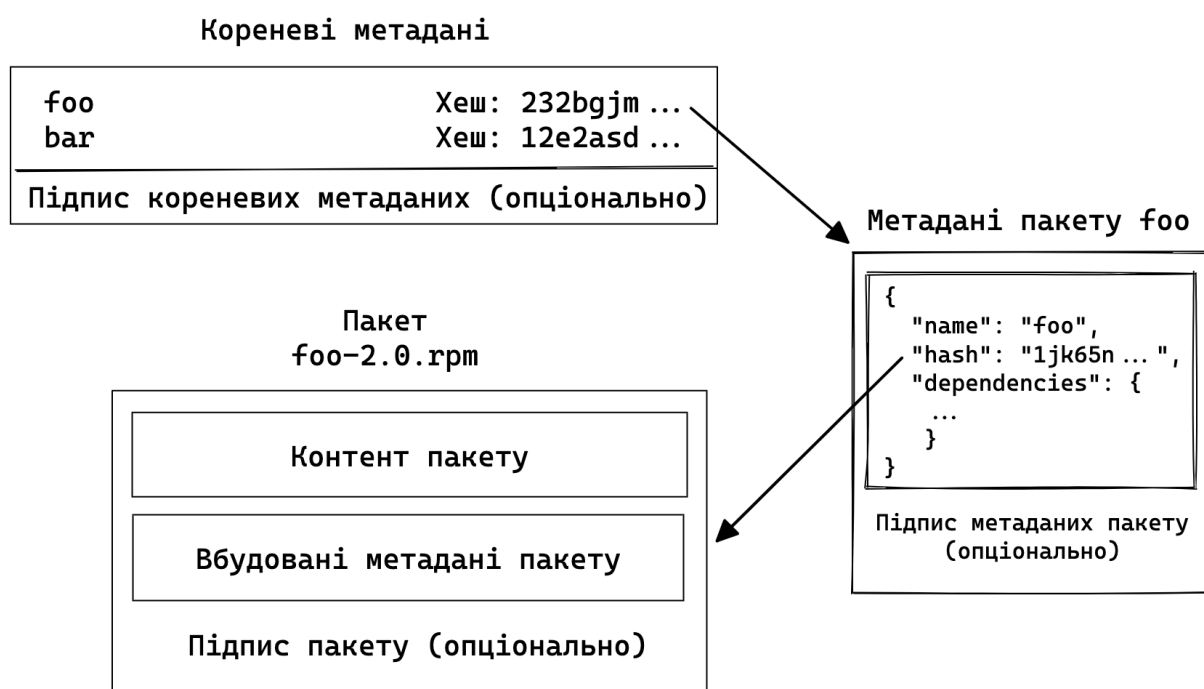 Кореневі метадані
foo Хеш: 232bgjm ...
bar Хеш: 12e2asd ...
Підпис кореневих метаданих (опціонально)
Метадані пакету foo
{
"name": "foo",
"hash": "1jk65n ... ",
"dependencies": {
...
}
}
Підпис метаданих пакету
(опціонально)
Пакет
foo-2.0.rpm
Контент пакету
Вбудовані метадані пакету
Підпис пакету (опціонально)